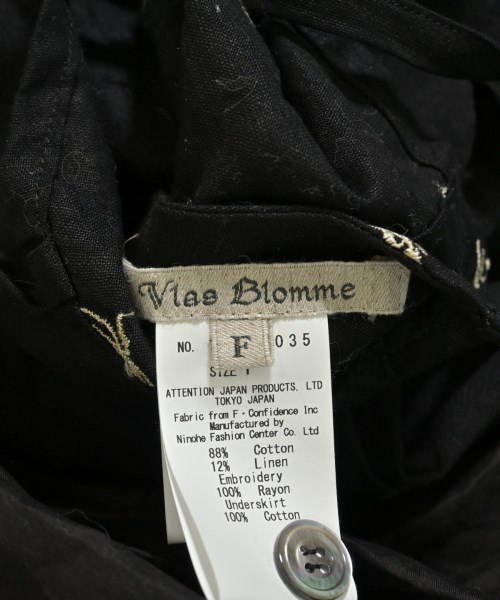 Vlas Blomme
F
NO. 035
SIZE
ATTENTION JAPAN PRODUCTS. LTD
TOKYO JAPAN
Fabric from F・Confidence Inc
Manufactured by
Ninohe Fashion Center Co. Ltd
88% Cotton
12% Linen
Embroidery
100% Rayon
Underskirt
100% Cotton